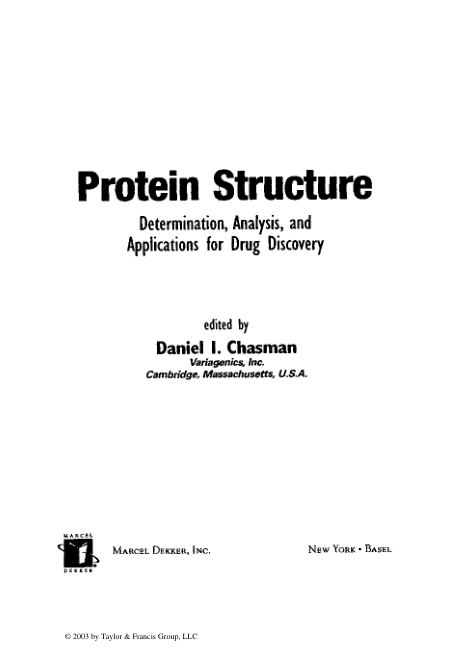 Protein Structure
Determination, Analysis, and
Applications for Drug Discovery
edited by
Daniel I. Chasman
Variagenics, Inc.
Cambridge, Massachusetts, U.S.A.
MARCEL
DEKKER
MARCEL DEKKER, INC.
NEW YORK • BASEL
© 2003 by Taylor & Francis Group, LLC